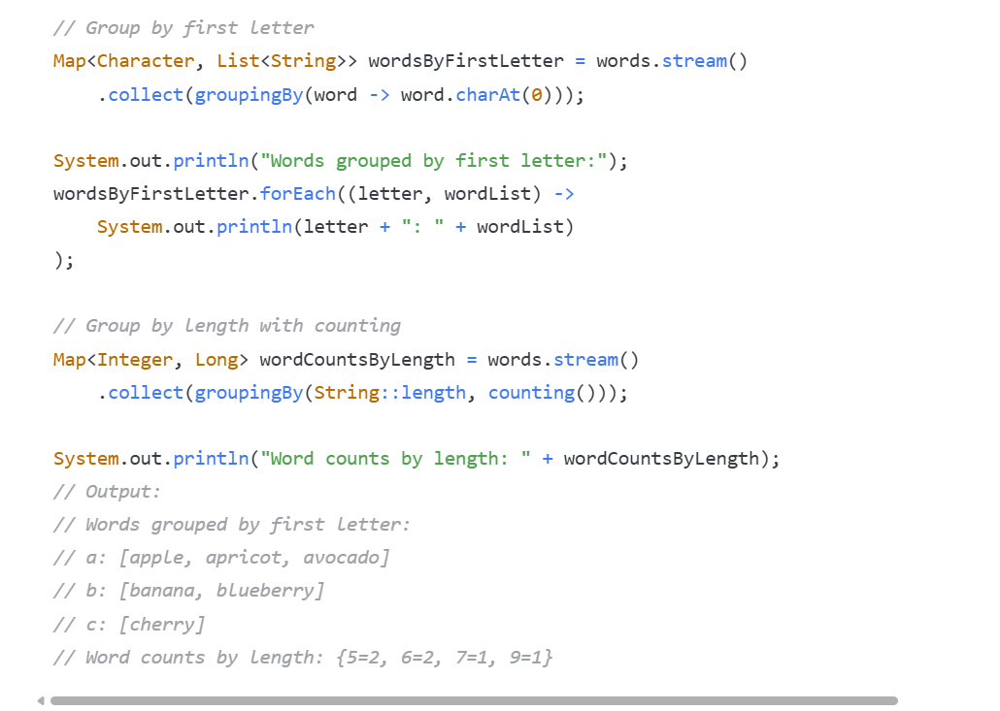 // Group by first letter
Map<Character, List<String>> wordsByFirstLetter = words.stream()
    .collect(groupingBy(word -> word.charAt(0)));

System.out.println("Words grouped by first letter:");
wordsByFirstLetter.forEach((letter, wordList) ->
    System.out.println(letter + ": " + wordList)
);

// Group by length with counting
Map<Integer, Long> wordCountsByLength = words.stream()
    .collect(groupingBy(String::length, counting()));

System.out.println("Word counts by length: " + wordCountsByLength);
// Output:
// Words grouped by first letter:
// a: [apple, apricot, avocado]
// b: [banana, blueberry]
// c: [cherry]
// Word counts by length: {5=2, 6=2, 7=1, 9=1}